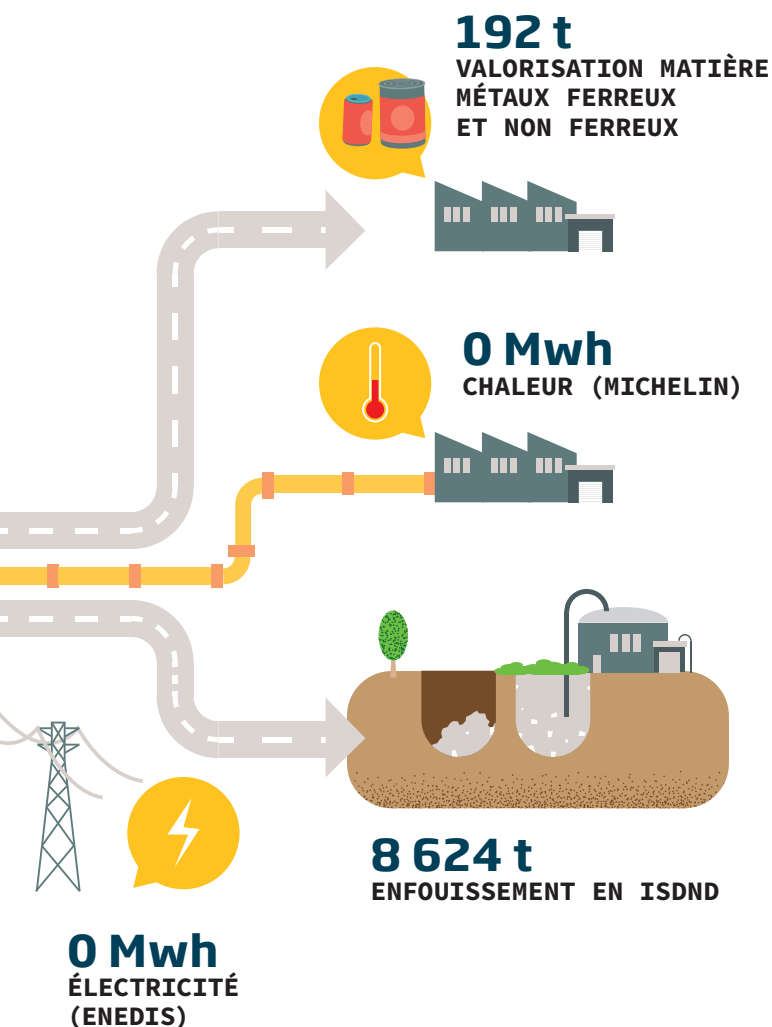 192 t
VALORISATION MATIÈRE
MÉTAUX FERREUX
ET NON FERREUX
0 Mwh
CHALEUR (MICHELIN)
8 624 t
ENFOUISSEMENT EN ISDND
0 Mwh
ÉLECTRICITÉ
(ENEDIS)